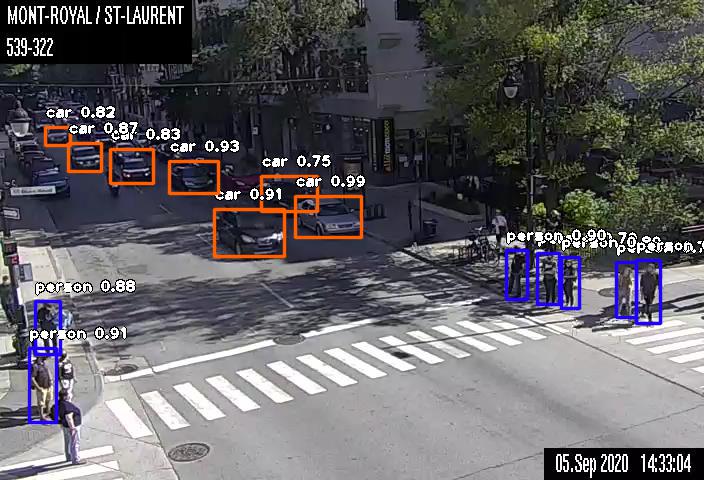 MONT-ROYAL / ST-LAURENT
539-322
car 0.82
car 0.87
0.83
car 0.93
car 0.75
car 0.91
car 0.99
person 0.90
person
person 0.88
person 0.91
05.Sep 2020 14:33:04